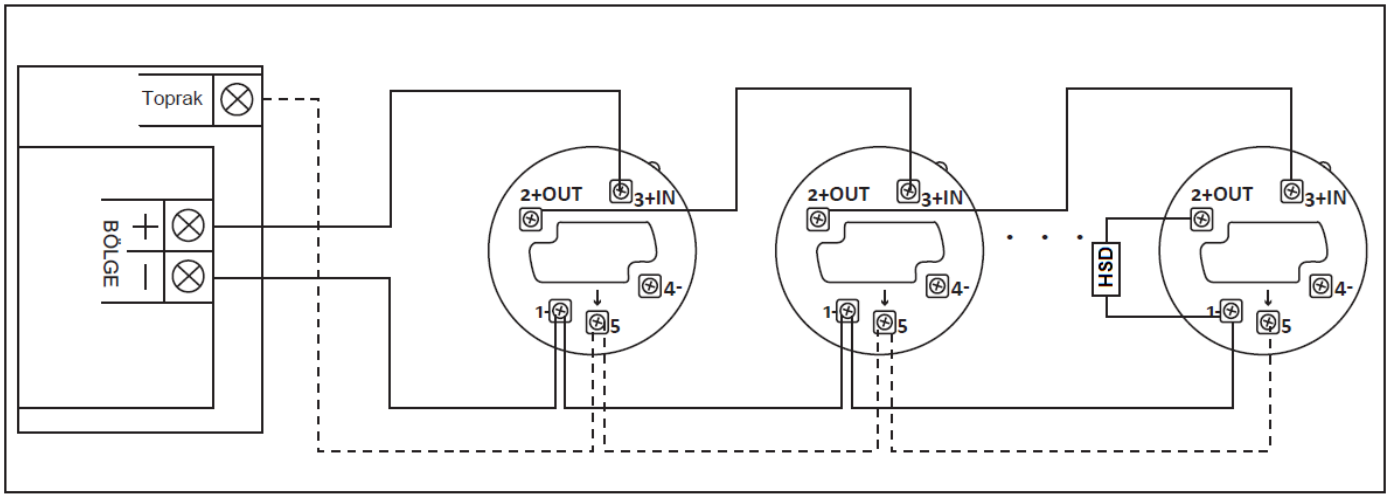 Toprak
BÖLGE
+
−
2+OUT
3+IN
4-
1-
5
2+OUT
3+IN
4-
1-
5
. . .
HSD
2+OUT
3+IN
4-
1-
5